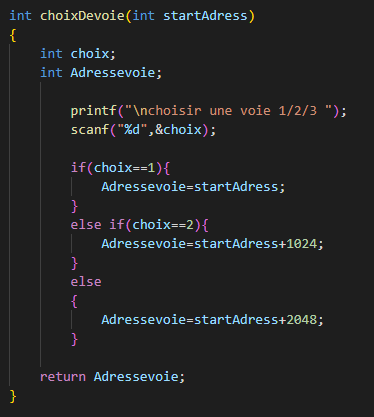 int choixDevoie(int startAdress)
{
    int choix;
    int Adressevoie;

        printf("\nchoisir une voie 1/2/3 ");
        scanf("%d",&choix);

        if(choix==1){
            Adressevoie=startAdress;
        }
        else if(choix==2){
            Adressevoie=startAdress+1024;
        }
        else
        {
            Adressevoie=startAdress+2048;
        }

    return Adressevoie;
}